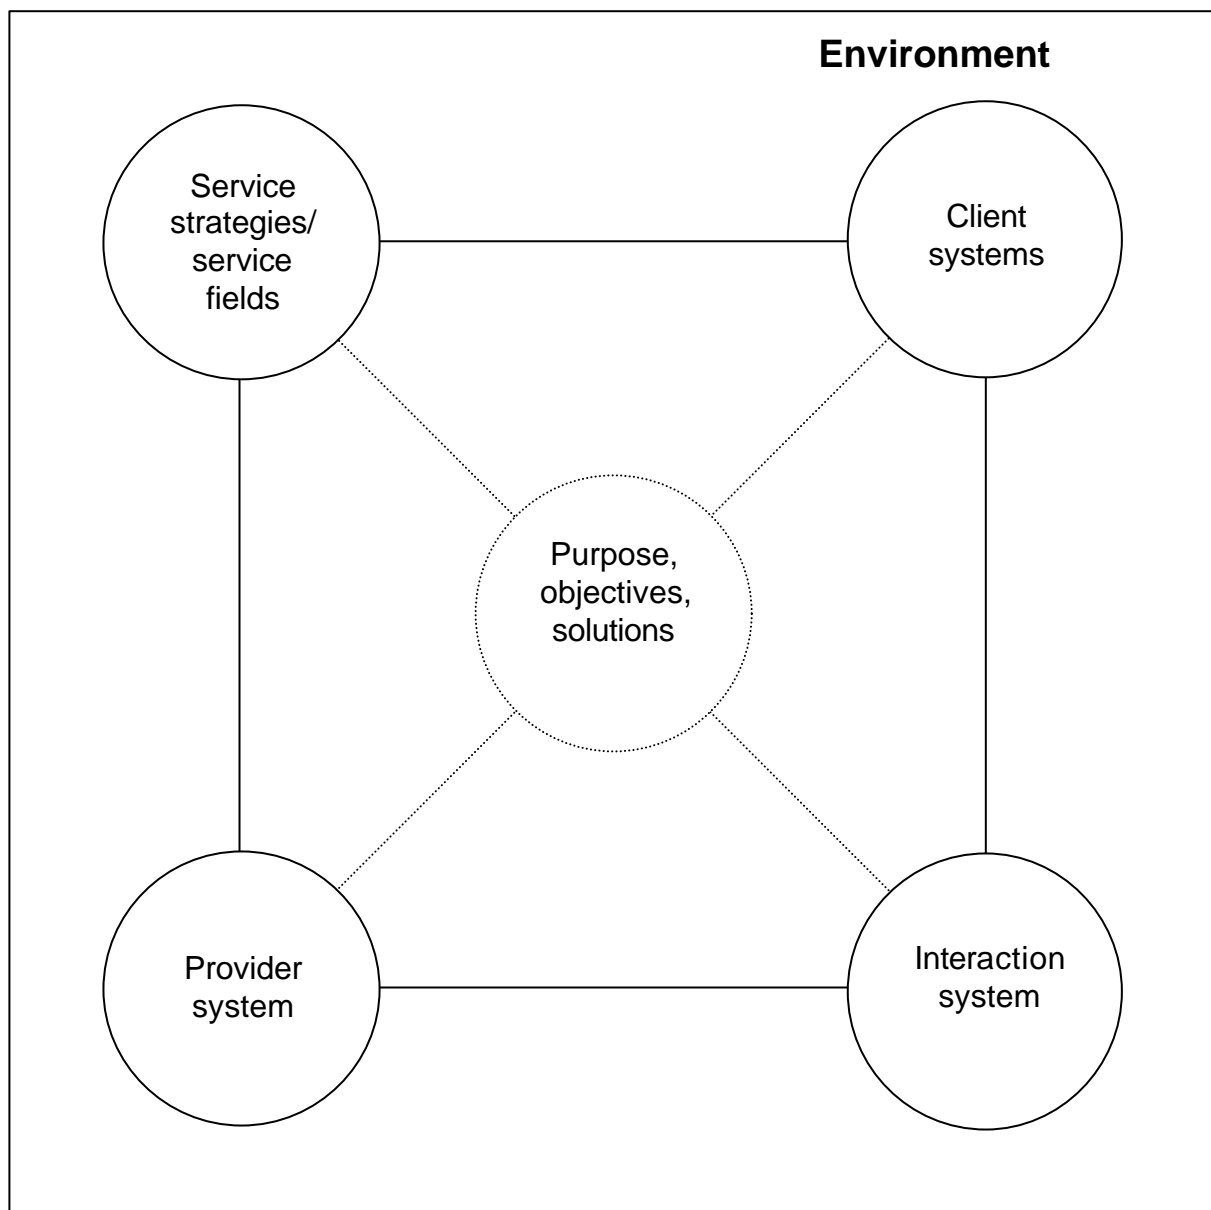 Environment
Service
strategies/
service
fields
Client
systems
Purpose,
objectives,
solutions
Provider
system
Interaction
system